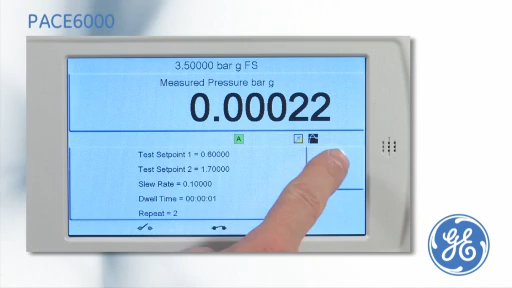 PACE6000
3.50000 bar g FS
Measured Pressure bar g
0.00022
A
Test Setpoint 1 = 0.60000
Test Setpoint 2 = 1.70000
Slew Rate = 0.10000
Dwell Time = 00:00:01
Repeat = 2
GE